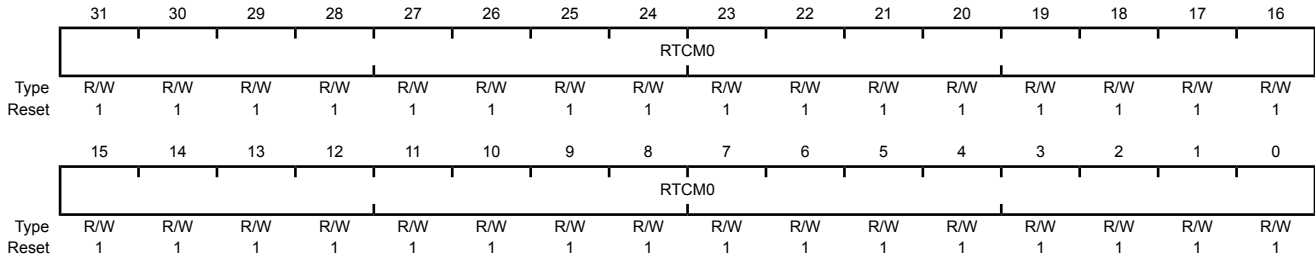 31 30 29 28 27 26 25 24 23 22 21 20 19 18 17 16
RTCM0
Type R/W R/W R/W R/W R/W R/W R/W R/W R/W R/W R/W R/W R/W R/W R/W R/W
Reset 1 1 1 1 1 1 1 1 1 1 1 1 1 1 1 1
15 14 13 12 11 10 9 8 7 6 5 4 3 2 1 0
RTCM0
Type R/W R/W R/W R/W R/W R/W R/W R/W R/W R/W R/W R/W R/W R/W R/W R/W
Reset 1 1 1 1 1 1 1 1 1 1 1 1 1 1 1 1